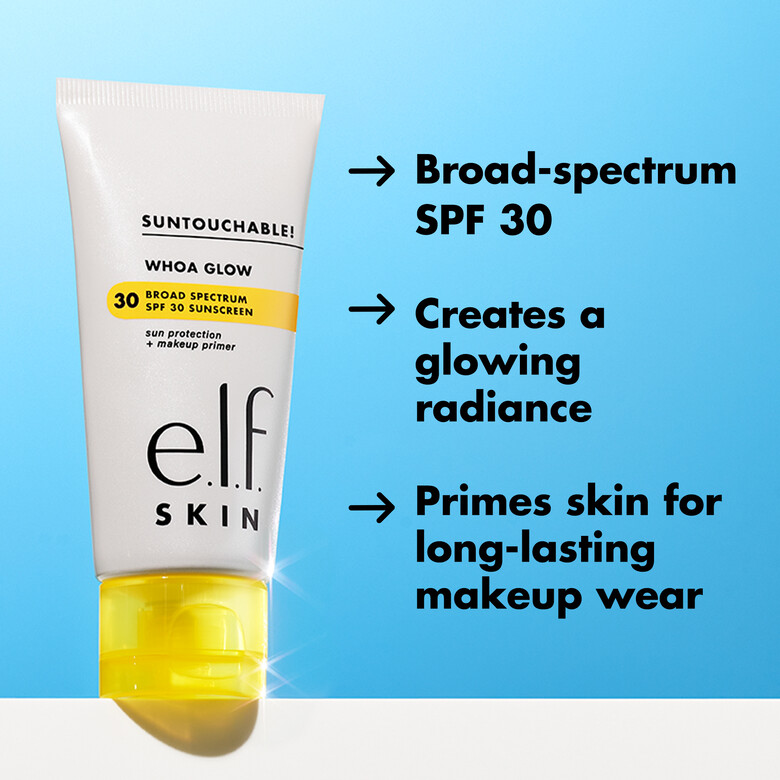 SUNTOUCHABLE!
WHOA GLOW
30 BROAD SPECTRUM
SPF 30 SUNSCREEN
sun protection
+ makeup primer
e.l.f.
SKIN
→ Broad-spectrum
SPF 30
→ Creates a
glowing
radiance
→ Primes skin for
long-lasting
makeup wear